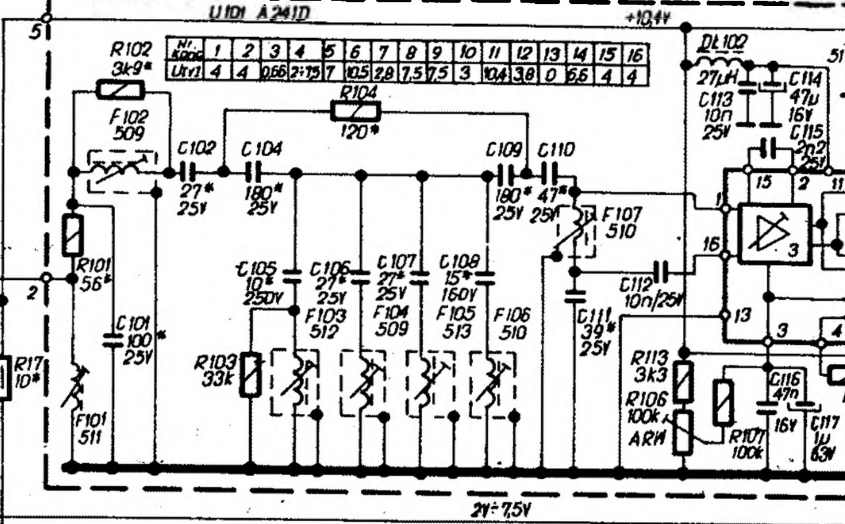 U101 A241D
+10,4V
5
Nr. Końc 1 2 3 4 5 6 7 8 9 10 11 12 13 14 15 16
U[V] 4 4 0,66 2÷7,5 7 10,5 2,8 7,5 7,5 3 10,4 3,8 0 6,6 4 4
R102
3k9*
R104
120*
DŁ102
27µH
51
C113
10n
25V
C114
47µ
16V
C115
2n2
25V
F102
509
C102
27*
25V
C104
180*
25V
C109
180*
25V
C110
47*
25V
F107
510
15
2
11
1
16
3
R101
56*
2
C101
100*
25V
C105
10*
250V
C106
27*
25V
C107
27*
25V
C108
15*
160V
C112
10n/25V
C111
39*
25V
13
3
4
R17
10*
F101
511
R103
33k
F103
512
F104
509
F105
513
F106
510
R113
3k3
R106
100k
ARW
R107
100k
C116
47n
16V
C117
1µ
63V
2V÷7,5V